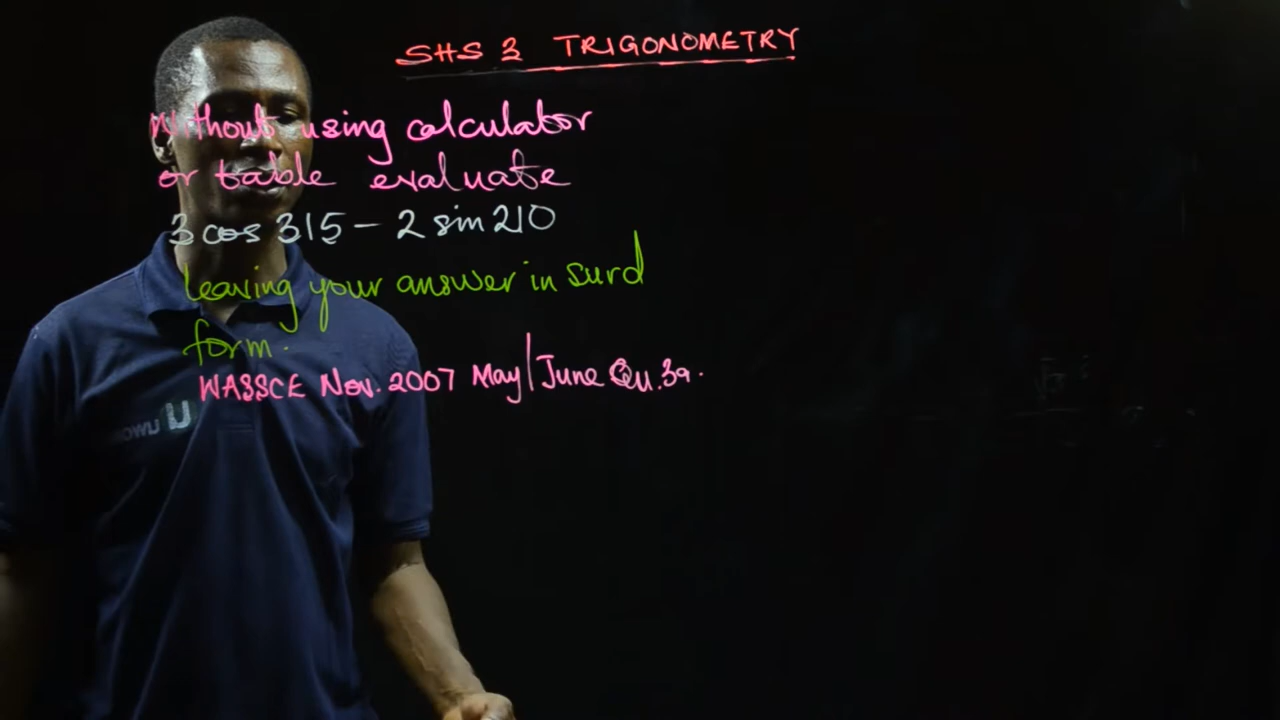 SHS 3 TRIGONOMETRY
Without using calculator
or table evaluate
3 cos 315 - 2 sin 210
leaving your answer in surd
form.
WASSCE Nov. 2007 May/June Qu. 3a.